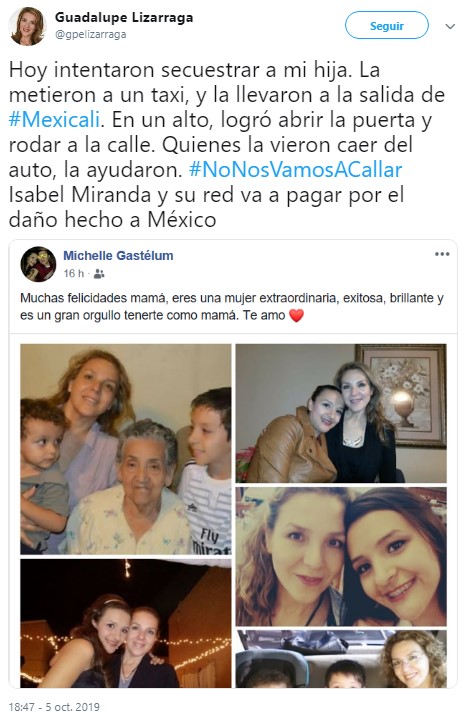 Guadalupe Lizarraga
@gpelizarraga
Seguir
Hoy intentaron secuestrar a mi hija. La
metieron a un taxi, y la llevaron a la salida de
#Mexicali. En un alto, logró abrir la puerta y
rodar a la calle. Quienes la vieron caer del
auto, la ayudaron. #NoNosVamosACallar
Isabel Miranda y su red va a pagar por el
daño hecho a México
Michelle Gastélum
16 h ·
Muchas felicidades mamá, eres una mujer extraordinaria, exitosa, brillante y
es un gran orgullo tenerte como mamá. Te amo ❤️
FLY
18:47 - 5 oct. 2019